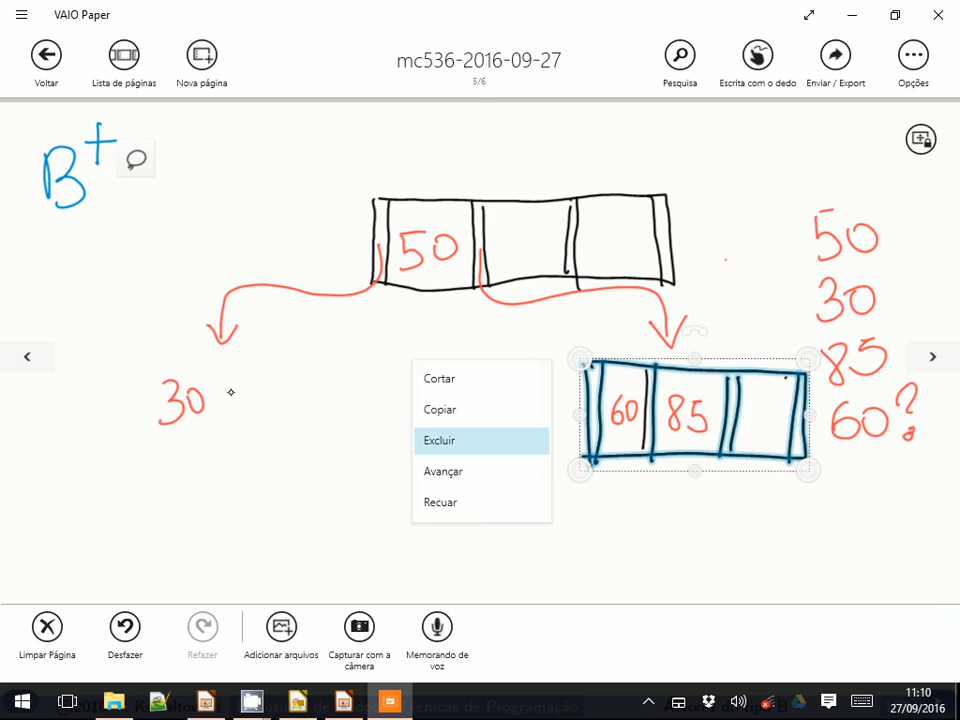 VAIO Paper
Voltar
Lista de páginas
Nova página
mc536-2016-09-27
5/6
Pesquisa
Escrita com o dedo
Enviar / Export
Opções
B+
50
50
30
85
60?
30
60 85
Cortar
Copiar
Excluir
Avançar
Recuar
Limpar Página
Desfazer
Refazer
Adicionar arquivos
Capturar com a
câmera
Memorando de
voz
11:10
27/09/2016